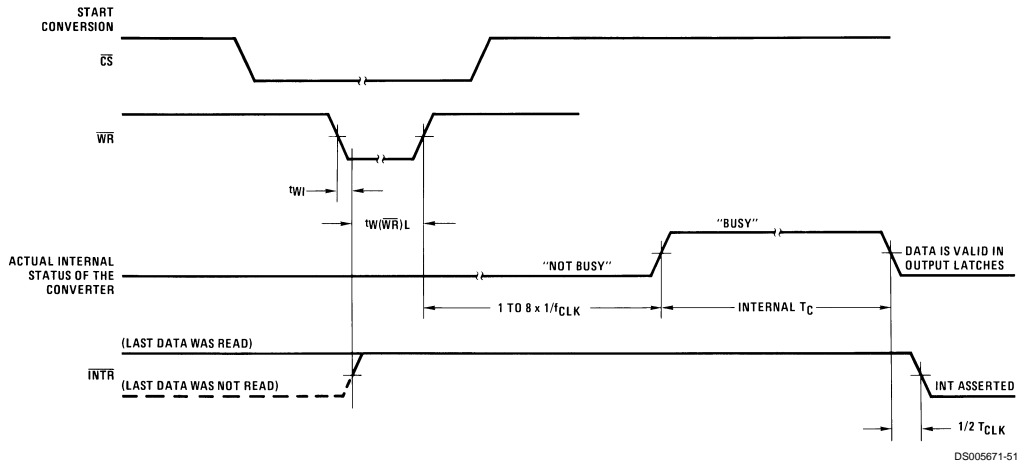 START
CONVERSION
CS
WR
tWI
tW(WR)L
"BUSY"
ACTUAL INTERNAL
STATUS OF THE
CONVERTER
"NOT BUSY"
DATA IS VALID IN
OUTPUT LATCHES
1 TO 8 x 1/fCLK
INTERNAL TC
(LAST DATA WAS READ)
INTR
(LAST DATA WAS NOT READ)
INT ASSERTED
1/2 TCLK
DS005671-51